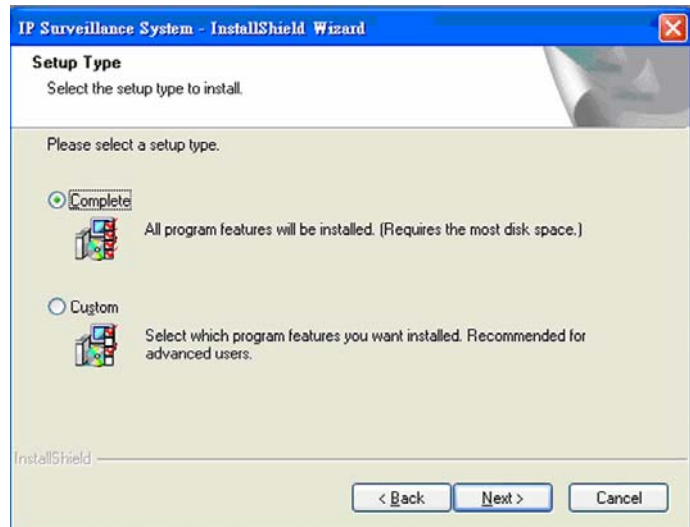 IP Surveillance System - InstallShield Wizard
Setup Type
Select the setup type to install.
Please select a setup type.
Complete
All program features will be installed. (Requires the most disk space.)
Custom
Select which program features you want installed. Recommended for
advanced users.
InstallShield
< Back Next > Cancel